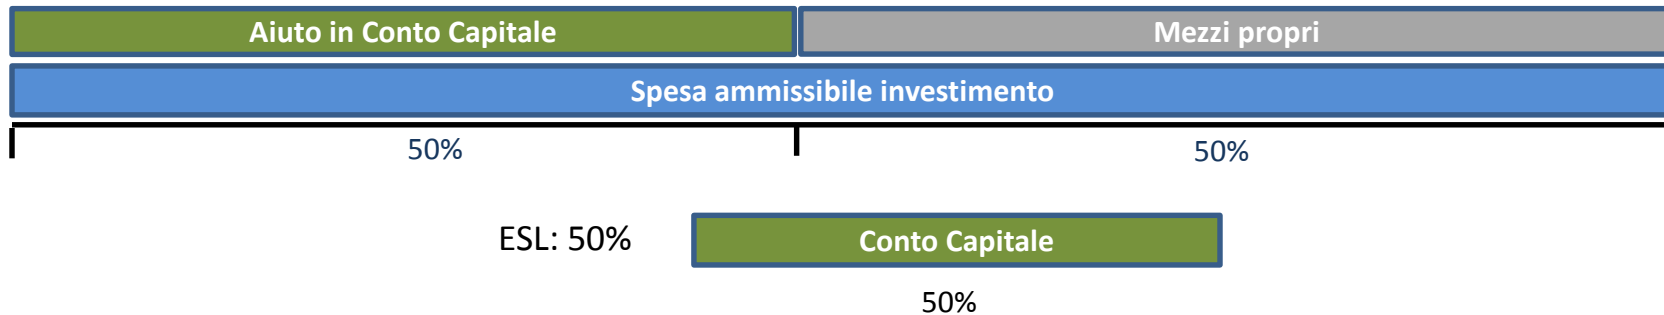 Aiuto in Conto Capitale
Mezzi propri
Spesa ammissibile investimento
50%
50%
ESL: 50%
Conto Capitale
50%